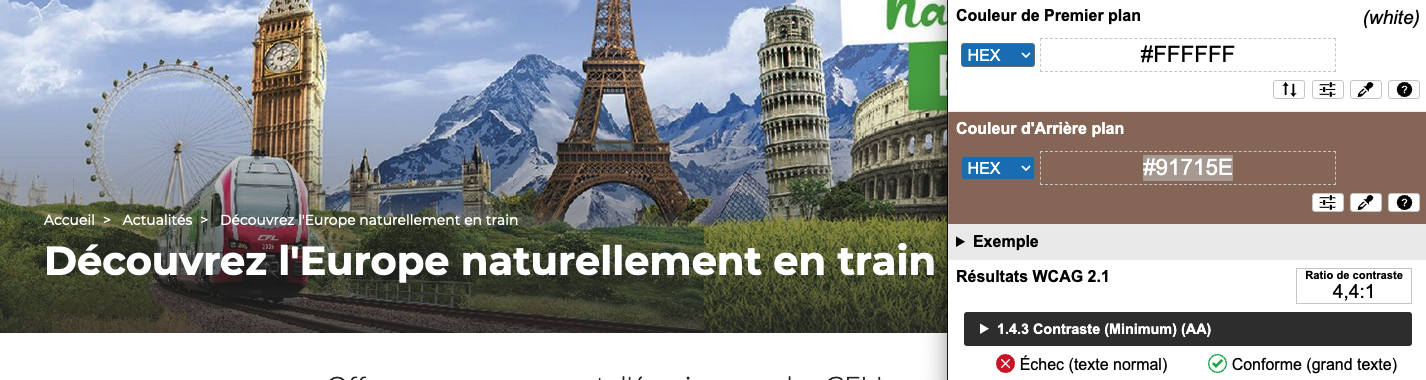 na
E
CFL
Accueil > Actualités > Découvrez l'Europe naturellement en train
Découvrez l'Europe naturellement en train
Couleur de Premier plan
(white)
HEX
#FFFFFF
Couleur d'Arrière plan
HEX
#91715E
Exemple
Résultats WCAG 2.1
Ratio de contraste
4,4:1
1.4.3 Contraste (Minimum) (AA)
Échec (texte normal)
Conforme (grand texte)